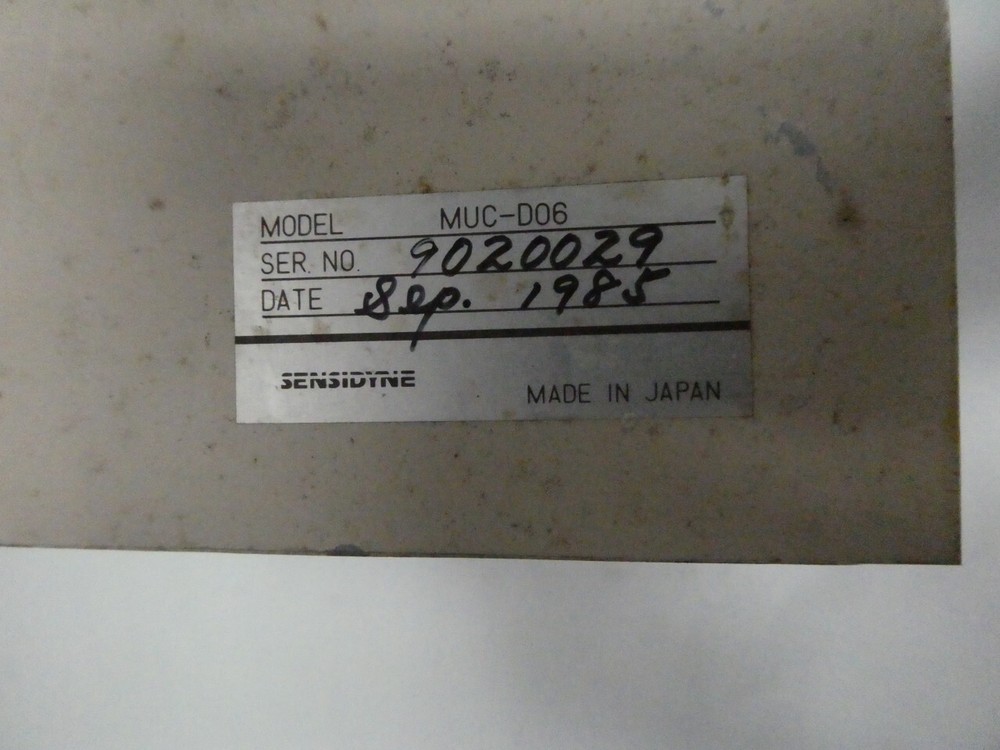 MODEL MUC-D06
SER. NO. 9020029
DATE Sep. 1985
SENSIDYNE
MADE IN JAPAN